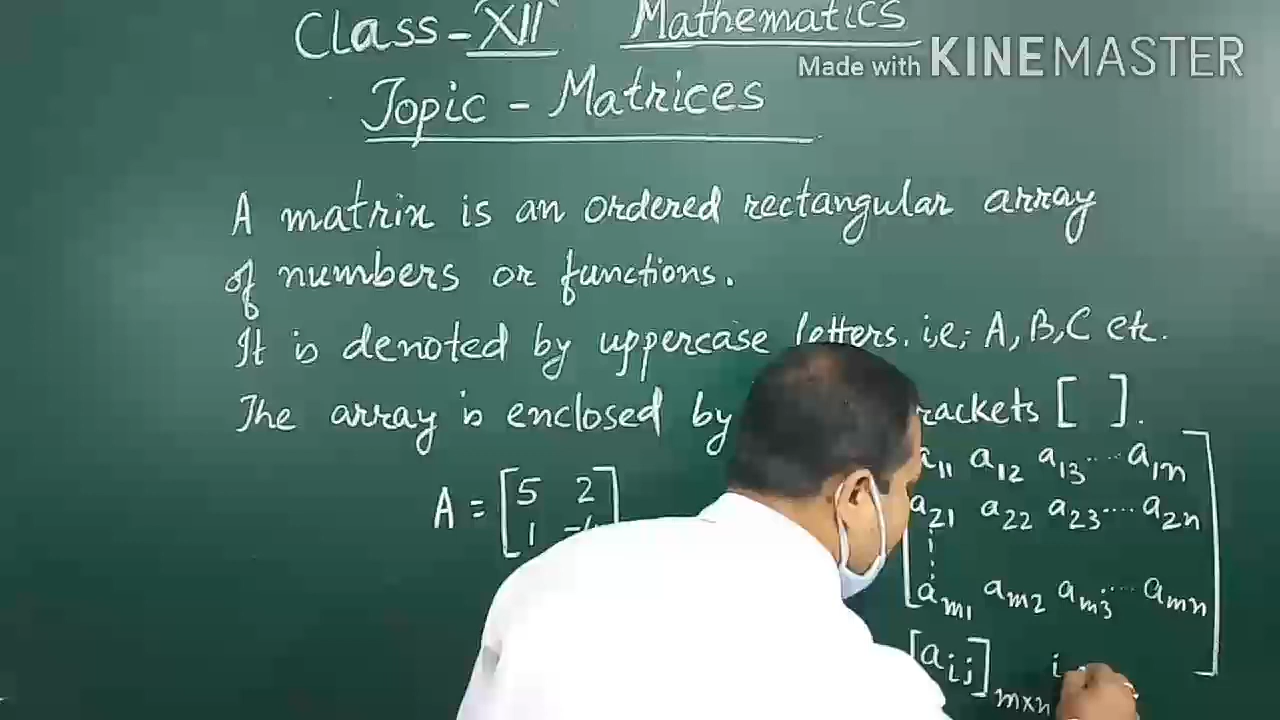 Class-XII Mathematics
Made with KINEMASTER
Topic - Matrices
A matrix is an ordered rectangular array
of numbers or functions.
It is denoted by uppercase letters. i.e; A, B, C etc.
The array is enclosed by rackets [ ].
A = [5 2
1
a11 a12 a13 .... a1n
a21 a22 a23 .... a2n
am1 am2 am3 .... amn
[aij]m×n i